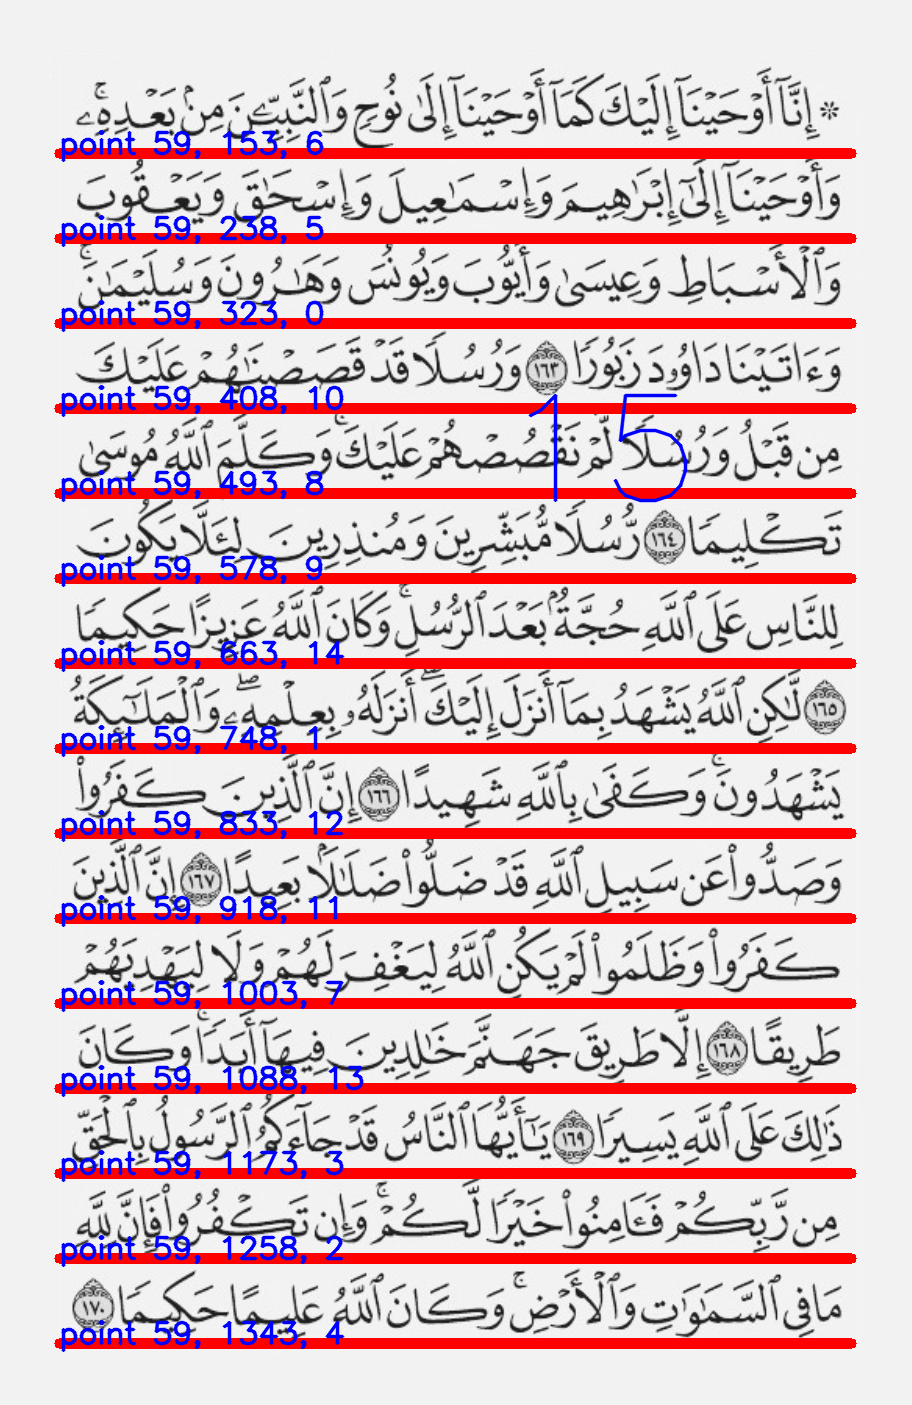 ۞ إِنَّآ أَوْحَيْنَآ إِلَيْكَ كَمَآ أَوْحَيْنَآ إِلَىٰ نُوحٍ وَٱلنَّبِيِّـۧنَ مِنۢ بَعْدِهِۦۚ
point 59, 153, 6
وَأَوْحَيْنَآ إِلَىٰٓ إِبْرَٰهِيمَ وَإِسْمَٰعِيلَ وَإِسْحَٰقَ وَيَعْقُوبَ
point 59, 238, 5
وَٱلْأَسْبَاطِ وَعِيسَىٰ وَأَيُّوبَ وَيُونُسَ وَهَٰرُونَ وَسُلَيْمَٰنَۚ
point 59, 323, 0
وَءَاتَيْنَا دَاوُۥدَ زَبُورًا ١٦٣ وَرُسُلًا قَدْ قَصَصْنَٰهُمْ عَلَيْكَ
point 59, 408, 10
15
مِن قَبْلُ وَرُسُلًا لَّمْ نَقْصُصْهُمْ عَلَيْكَۚ وَكَلَّمَ ٱللَّهُ مُوسَىٰ
point 59, 493, 8
تَكْلِيمًا ١٦٤ رُّسُلًا مُّبَشِّرِينَ وَمُنذِرِينَ لِئَلَّا يَكُونَ
point 59, 578, 9
لِلنَّاسِ عَلَى ٱللَّهِ حُجَّةٌۢ بَعْدَ ٱلرُّسُلِۚ وَكَانَ ٱللَّهُ عَزِيزًا حَكِيمًا
point 59, 663, 14
١٦٥ لَّٰكِنِ ٱللَّهُ يَشْهَدُ بِمَآ أَنزَلَ إِلَيْكَۖ أَنزَلَهُۥ بِعِلْمِهِۦۖ وَٱلْمَلَٰٓئِكَةُ
point 59, 748, 1
يَشْهَدُونَۚ وَكَفَىٰ بِٱللَّهِ شَهِيدًا ١٦٦ إِنَّ ٱلَّذِينَ كَفَرُوا۟
point 59, 833, 12
وَصَدُّوا۟ عَن سَبِيلِ ٱللَّهِ قَدْ ضَلُّوا۟ ضَلَٰلًۢا بَعِيدًا ١٦٧ إِنَّ ٱلَّذِينَ
point 59, 918, 11
كَفَرُوا۟ وَظَلَمُوا۟ لَمْ يَكُنِ ٱللَّهُ لِيَغْفِرَ لَهُمْ وَلَا لِيَهْدِيَهُمْ
point 59, 1003, 7
طَرِيقًا ١٦٨ إِلَّا طَرِيقَ جَهَنَّمَ خَٰلِدِينَ فِيهَآ أَبَدًاۚ وَكَانَ
point 59, 1088, 13
ذَٰلِكَ عَلَى ٱللَّهِ يَسِيرًا ١٦٩ يَٰٓأَيُّهَا ٱلنَّاسُ قَدْ جَآءَكُمُ ٱلرَّسُولُ بِٱلْحَقِّ
point 59, 1173, 3
مِن رَّبِّكُمْ فَـَٔامِنُوا۟ خَيْرًا لَّكُمْۚ وَإِن تَكْفُرُوا۟ فَإِنَّ لِلَّهِ
point 59, 1258, 2
مَا فِى ٱلسَّمَٰوَٰتِ وَٱلْأَرْضِۚ وَكَانَ ٱللَّهُ عَلِيمًا حَكِيمًا ١٧٠
point 59, 1343, 4